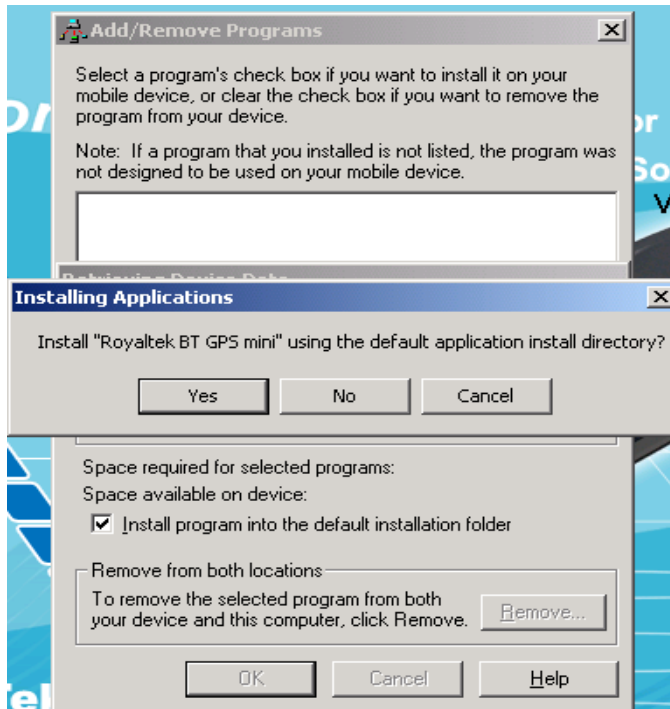 Add/Remove Programs
Select a program's check box if you want to install it on your
mobile device, or clear the check box if you want to remove the
program from your device.
Note: If a program that you installed is not listed, the program was
not designed to be used on your mobile device.
Retrieving Device Data
Installing Applications
Install "Royaltek BT GPS mini" using the default application install directory?
Yes
No
Cancel
Space required for selected programs:
Space available on device:
Install program into the default installation folder
Remove from both locations
To remove the selected program from both
your device and this computer, click Remove.
Remove...
OK
Cancel
Help